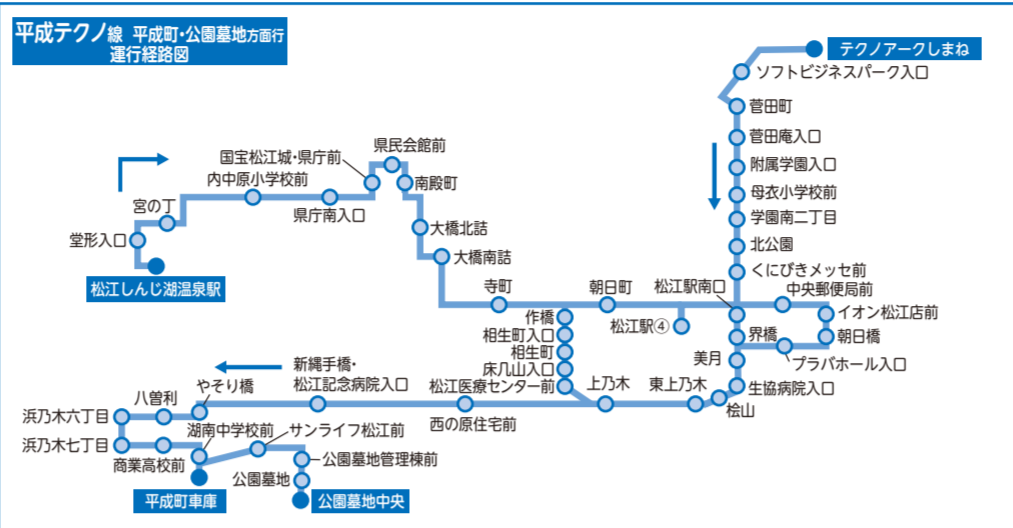 平成テクノ線 平成町・公園墓地方面行
運行経路図
テクノアークしまね
ソフトビジネスパーク入口
菅田町
菅田庵入口
附属学園入口
母衣小学校前
学園南二丁目
北公園
くにびきメッセ前
県民会館前
国宝松江城・県庁前
内中原小学校前
南殿町
県庁南入口
宮の丁
堂形入口
松江しんじ湖温泉駅
大橋北詰
大橋南詰
寺町
朝日町
松江駅南口
中央郵便局前
作橋
松江駅④
イオン松江店前
相生町入口
界橋
朝日橋
相生町
美月
プラバホール入口
床几山入口
新縄手橋・
松江記念病院入口
松江医療センター前
上乃木
東上乃木
生協病院入口
桧山
西の原住宅前
やそり橋
八曽利
浜乃木六丁目
浜乃木七丁目
商業高校前
湖南中学校前
サンライフ松江前
公園墓地管理棟前
公園墓地
平成町車庫
公園墓地中央